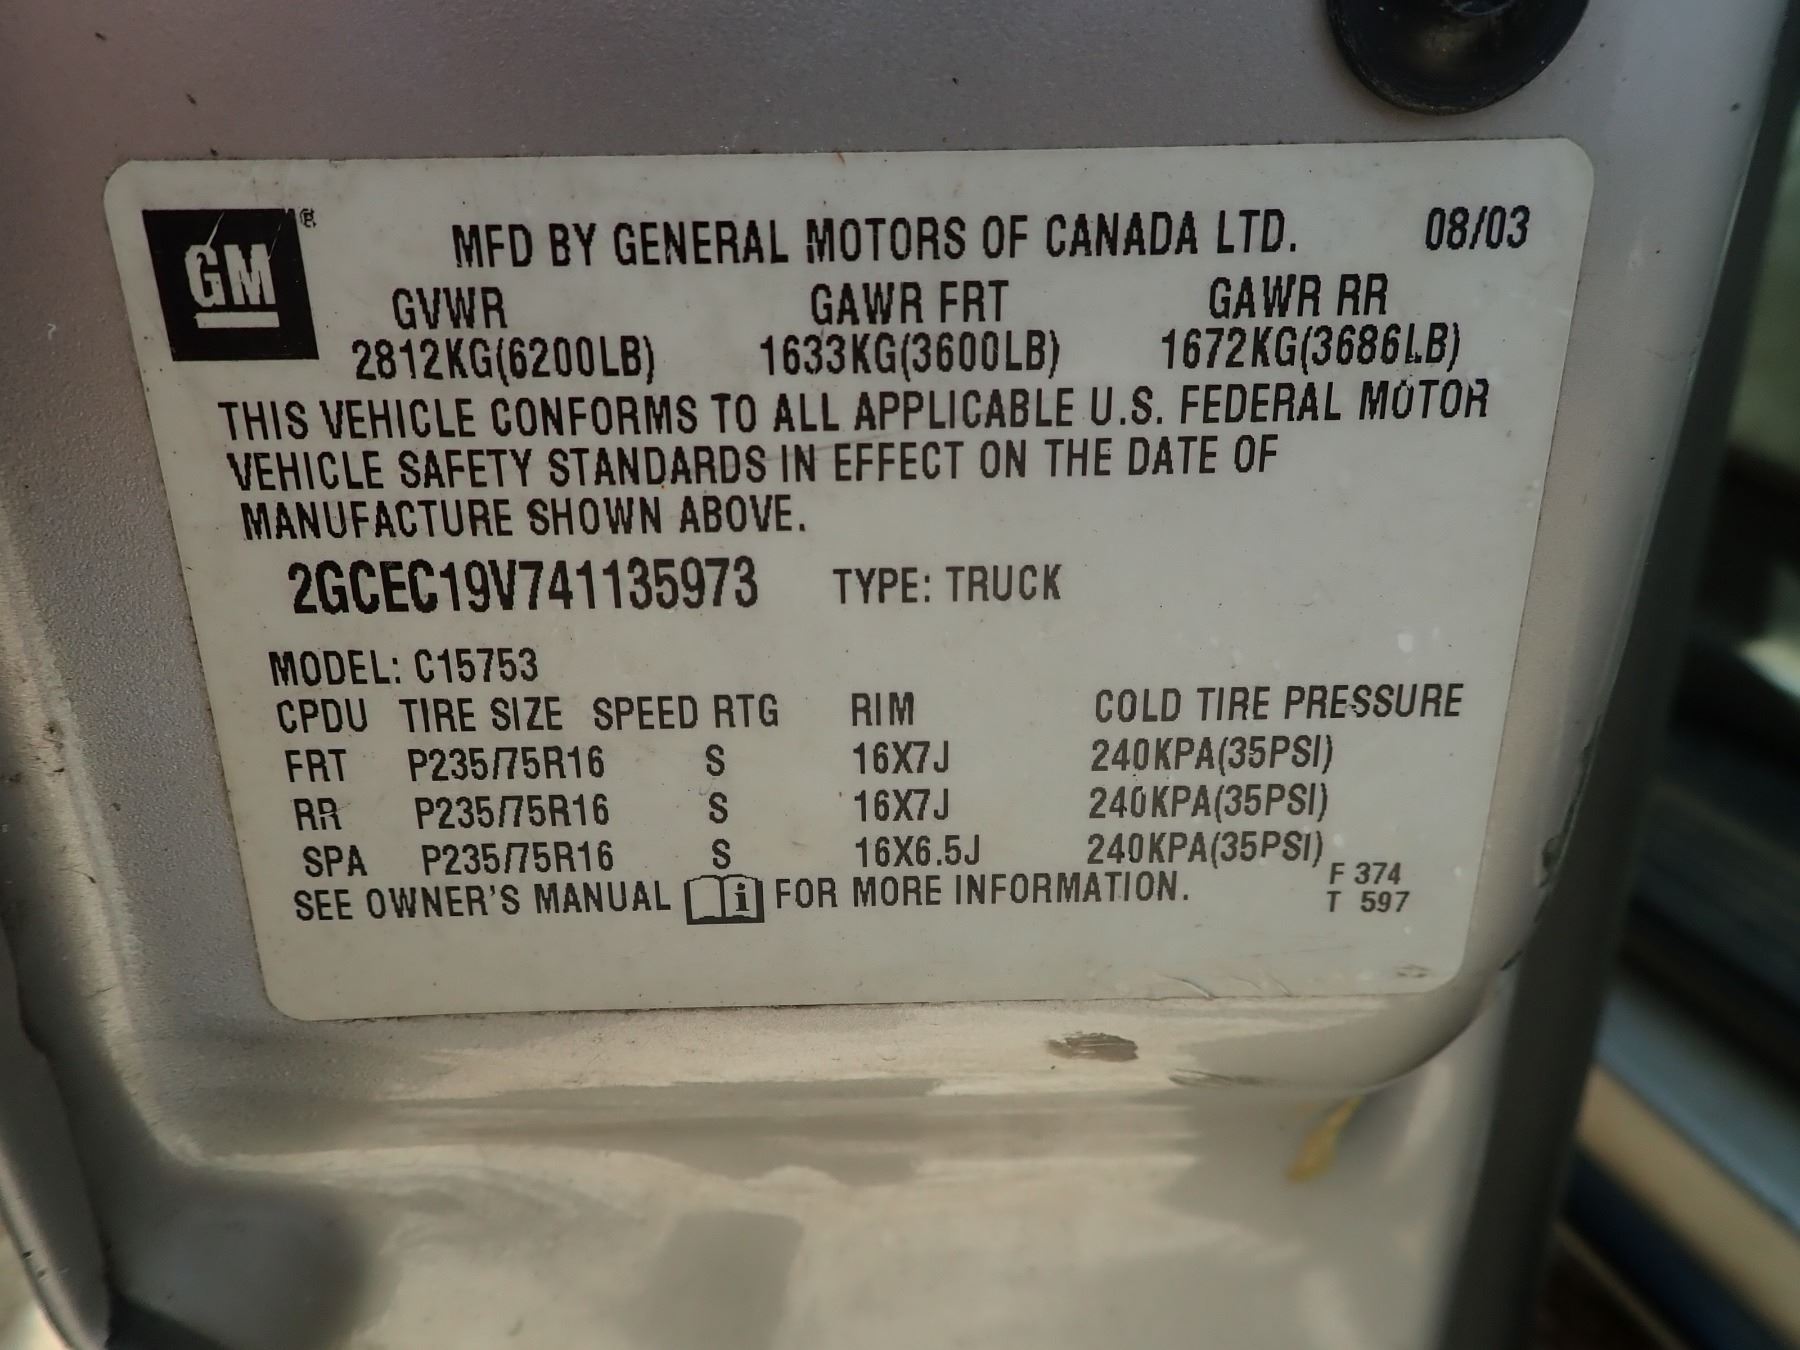 GM®
MFD BY GENERAL MOTORS OF CANADA LTD. 08/03
GVWR GAWR FRT GAWR RR
2812KG(6200LB) 1633KG(3600LB) 1672KG(3686LB)
THIS VEHICLE CONFORMS TO ALL APPLICABLE U.S. FEDERAL MOTOR
VEHICLE SAFETY STANDARDS IN EFFECT ON THE DATE OF
MANUFACTURE SHOWN ABOVE.
2GCEC19V741135973 TYPE: TRUCK
MODEL: C15753
CPDU TIRE SIZE SPEED RTG RIM COLD TIRE PRESSURE
FRT P235/75R16 S 16X7J 240KPA(35PSI)
RR P235/75R16 S 16X7J 240KPA(35PSI)
SPA P235/75R16 S 16X6.5J 240KPA(35PSI)
SEE OWNER'S MANUAL i FOR MORE INFORMATION.
F 374
T 597